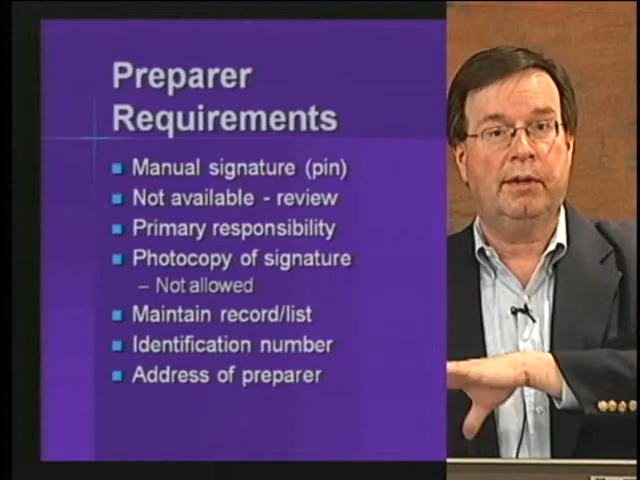 Preparer
Requirements
Manual signature (pin)
Not available - review
Primary responsibility
Photocopy of signature
– Not allowed
Maintain record/list
Identification number
Address of preparer